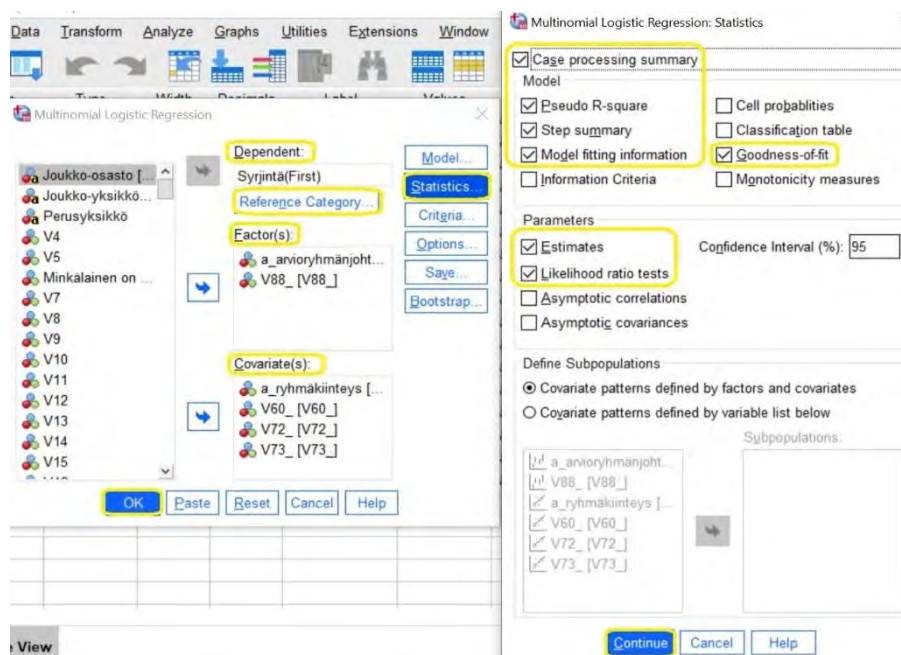 Data Transform Analyze Graphs Utilities Extensions Window
Multinomial Logistic Regression
Joukko-osasto [...
Joukko-yksikkö...
Perusyksikkö
V4
V5
Minkälainen on ...
V7
V8
V9
V10
V11
V12
V13
V14
V15
Dependent:
Syrjintä(First)
Reference Category...
Factor(s):
a_arvioryhmänjoht...
V88_ [V88_]
Covariate(s):
a_ryhmäkiinteys [...
V60_ [V60_]
V72_ [V72_]
V73_ [V73_]
Model...
Statistics...
Criteria...
Options...
Save...
Bootstrap...
OK Paste Reset Cancel Help
View
Multinomial Logistic Regression: Statistics
Case processing summary
Model
Pseudo R-square Cell probablities
Step summary Classification table
Model fitting information Goodness-of-fit
Information Criteria Monotonicity measures
Parameters
Estimates Confidence Interval (%): 95
Likelihood ratio tests
Asymptotic correlations
Asymptotic covariances
Define Subpopulations
Covariate patterns defined by factors and covariates
Covariate patterns defined by variable list below
Subpopulations:
a_arvioryhmänjoht...
V88_ [V88_]
a_ryhmäkiinteys [...
V60_ [V60_]
V72_ [V72_]
V73_ [V73_]
Continue Cancel Help